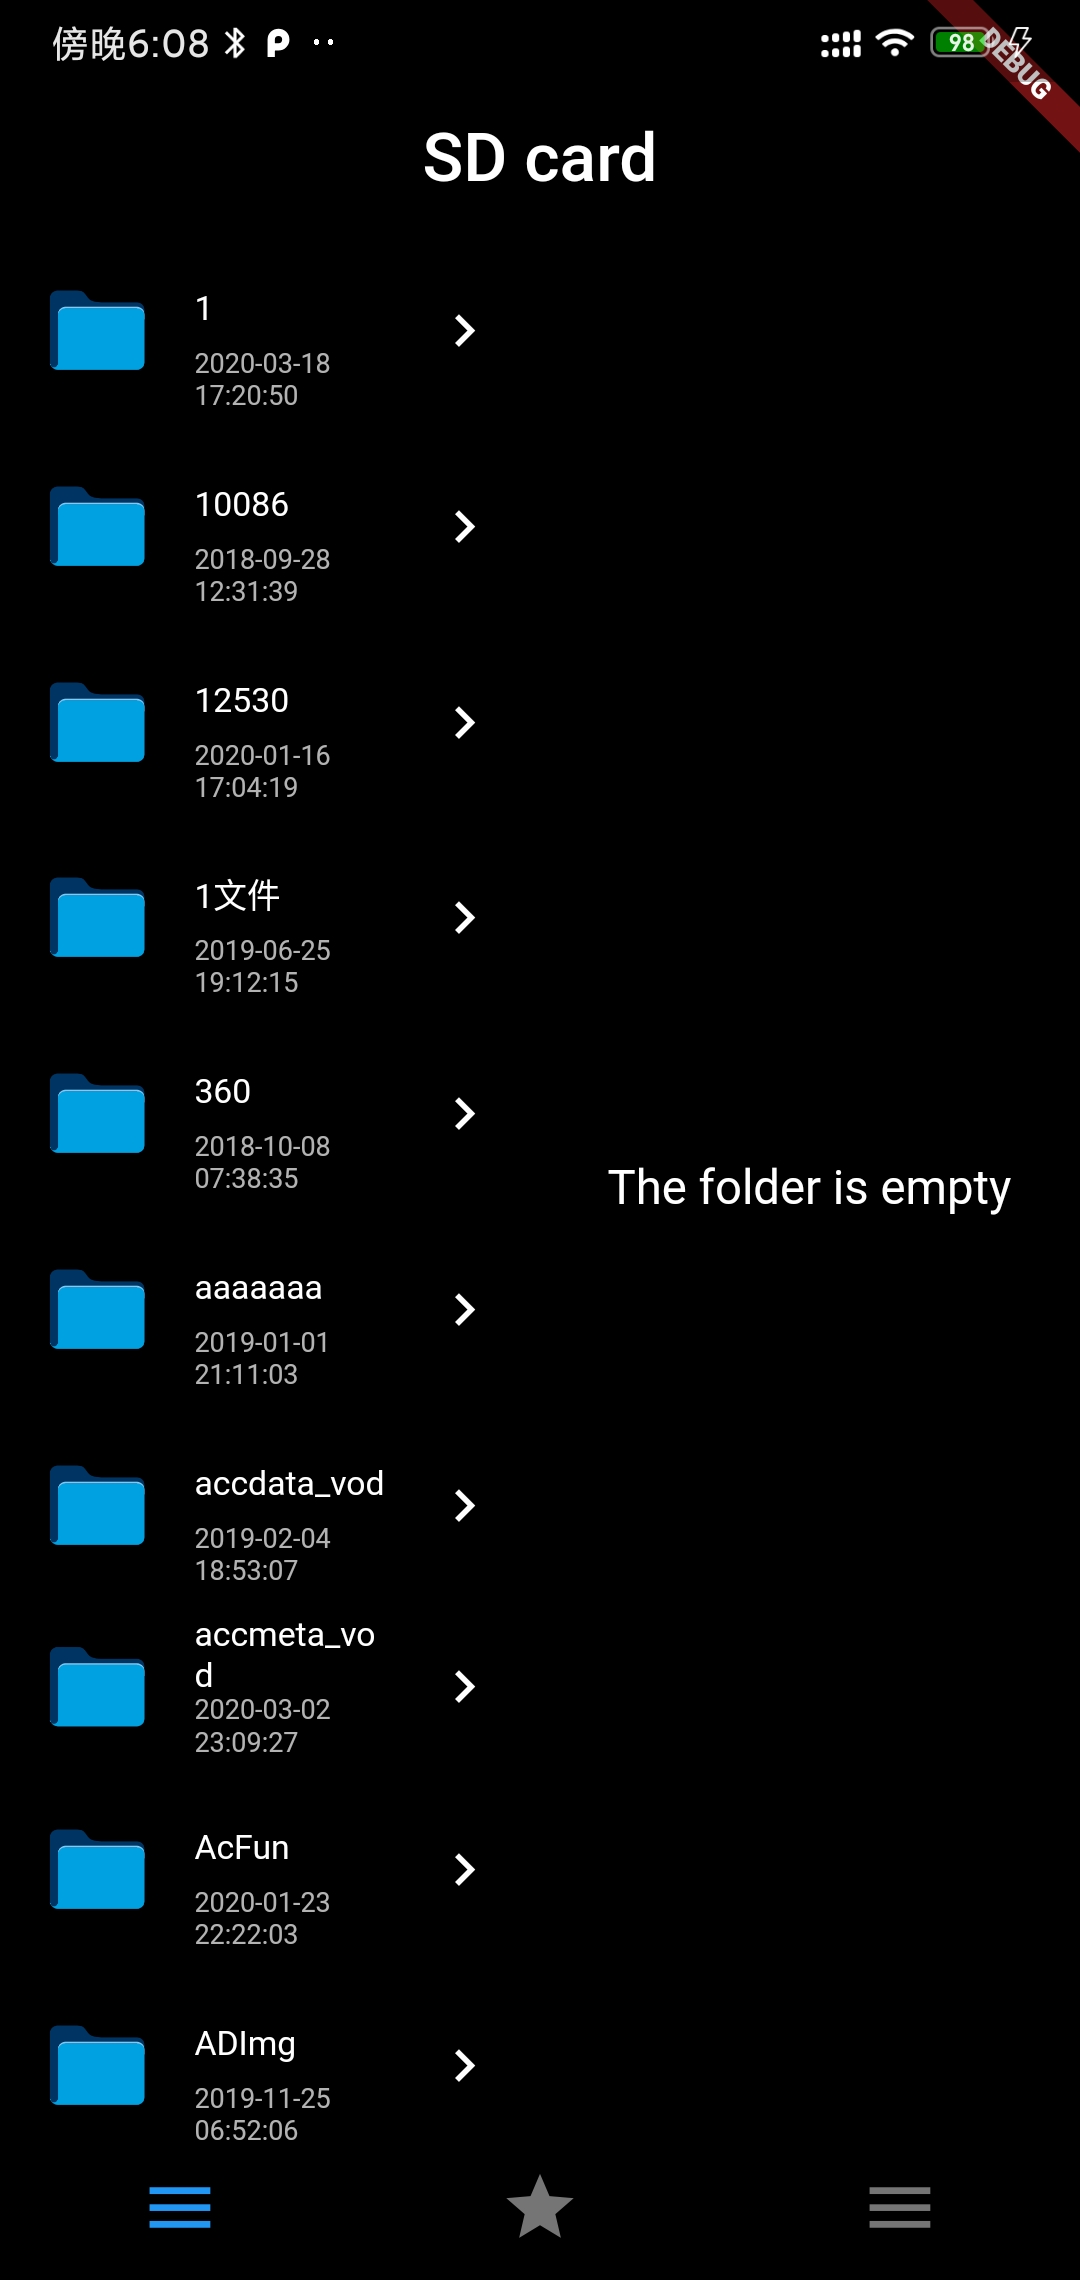 傍晚6:08
98
DEBUG
SD card
1
2020-03-18
17:20:50
10086
2018-09-28
12:31:39
12530
2020-01-16
17:04:19
1文件
2019-06-25
19:12:15
360
2018-10-08
07:38:35
The folder is empty
aaaaaaa
2019-01-01
21:11:03
accdata_vod
2019-02-04
18:53:07
accmeta_vo
d
2020-03-02
23:09:27
AcFun
2020-01-23
22:22:03
ADImg
2019-11-25
06:52:06